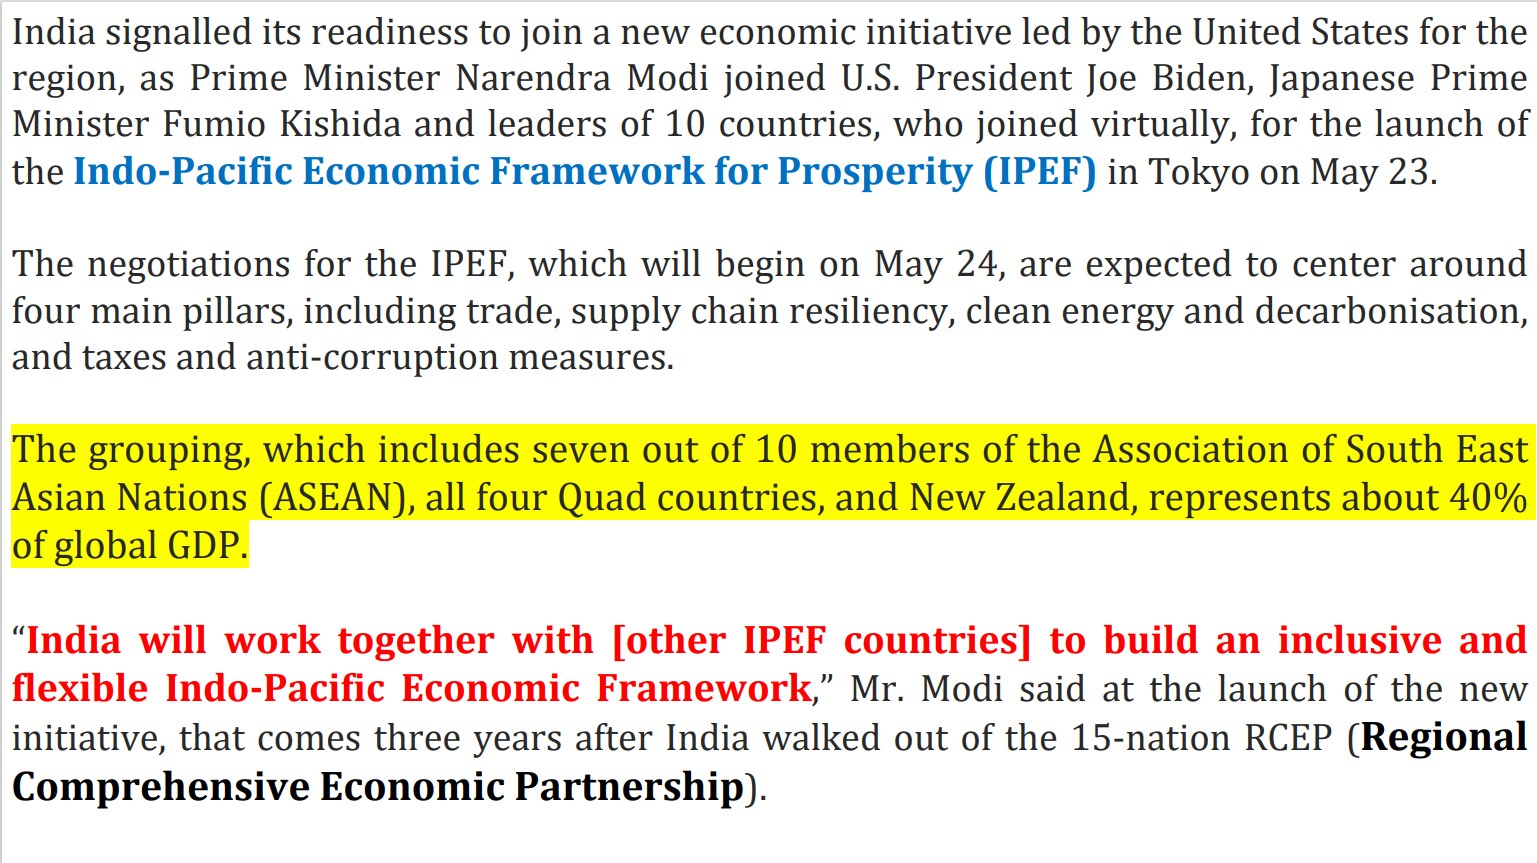 India signalled its readiness to join a new economic initiative led by the United States for the
region, as Prime Minister Narendra Modi joined U.S. President Joe Biden, Japanese Prime
Minister Fumio Kishida and leaders of 10 countries, who joined virtually, for the launch of
the Indo-Pacific Economic Framework for Prosperity (IPEF) in Tokyo on May 23.
The negotiations for the IPEF, which will begin on May 24, are expected to center around
four main pillars, including trade, supply chain resiliency, clean energy and decarbonisation,
and taxes and anti-corruption measures.
The grouping, which includes seven out of 10 members of the Association of South East
Asian Nations (ASEAN), all four Quad countries, and New Zealand, represents about 40%
of global GDP.
“India will work together with [other IPEF countries] to build an inclusive and
flexible Indo-Pacific Economic Framework,” Mr. Modi said at the launch of the new
initiative, that comes three years after India walked out of the 15-nation RCEP (Regional
Comprehensive Economic Partnership).